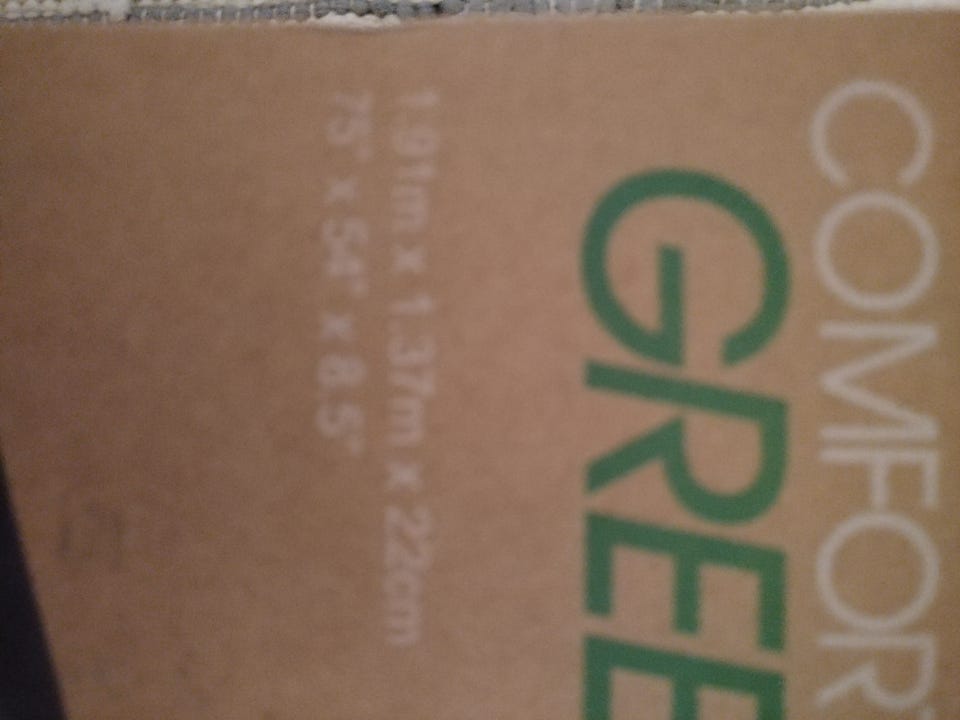 COMFOR
GREE
1.91m x 1.37m x 22cm
75" x 54" x 8.5"